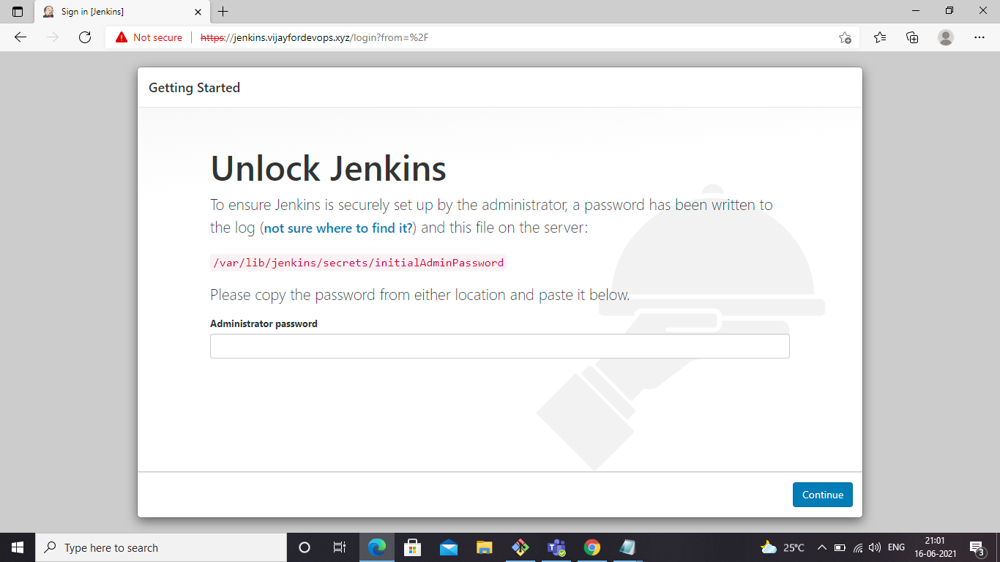 Sign in [Jenkins]
Not secure
https://jenkins.vijayfordevops.xyz/login?from=%2F
Getting Started
Unlock Jenkins
To ensure Jenkins is securely set up by the administrator, a password has been written to
the log (not sure where to find it?) and this file on the server:
/var/lib/jenkins/secrets/initialAdminPassword
Please copy the password from either location and paste it below.
Administrator password
Continue
Type here to search
25°C
ENG
21:01
16-06-2021
3